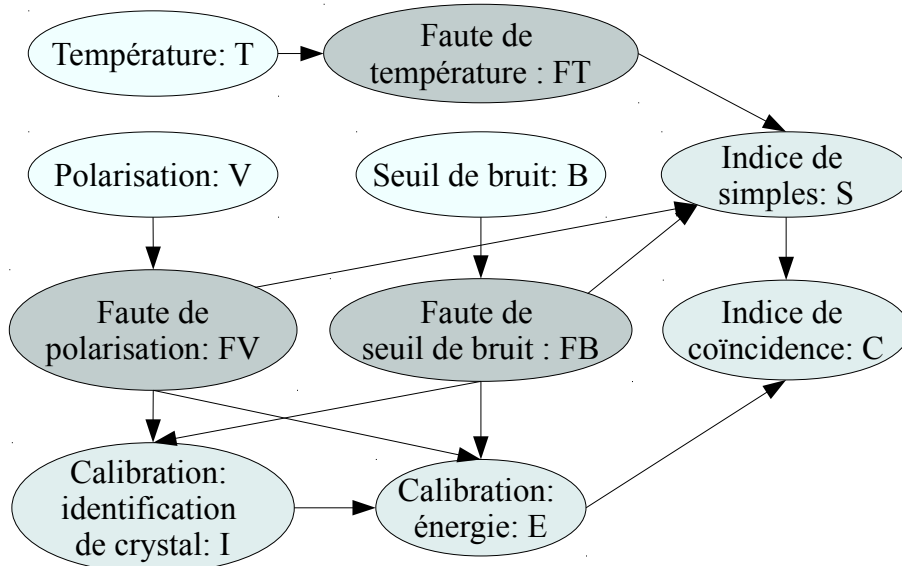 Température: T
Faute de
température : FT
Polarisation: V
Seuil de bruit: B
Indice de
simples: S
Faute de
polarisation: FV
Faute de
seuil de bruit : FB
Indice de
coïncidence: C
Calibration:
identification
de crystal: I
Calibration:
énergie: E